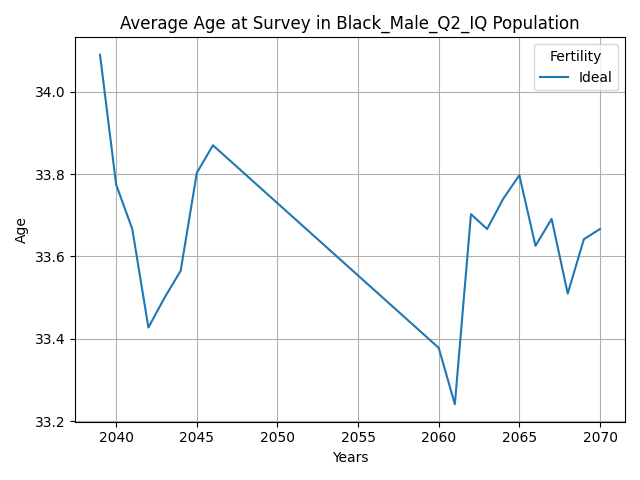 Average Age at Survey in Black_Male_Q2_IQ Population
Fertility
Ideal
Age
34.0
33.8
33.6
33.4
33.2
2040 2045 2050 2055 2060 2065 2070
Years